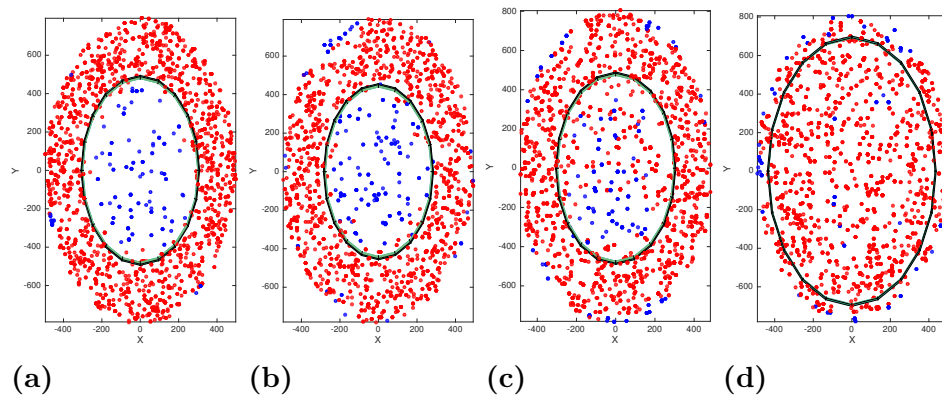 800
600 600 600 600
400 400 400 400
200 200 200 200
Y 0 Y 0 Y 0 Y 0
-200 -200 -200 -200
-400 -400 -400 -400
-600 -600 -600 -600
-400 -200 0 200 400 -400 -200 0 200 400 -400 -200 0 200 400 -400 -200 0 200 400
X X X X
(a) (b) (c) (d)